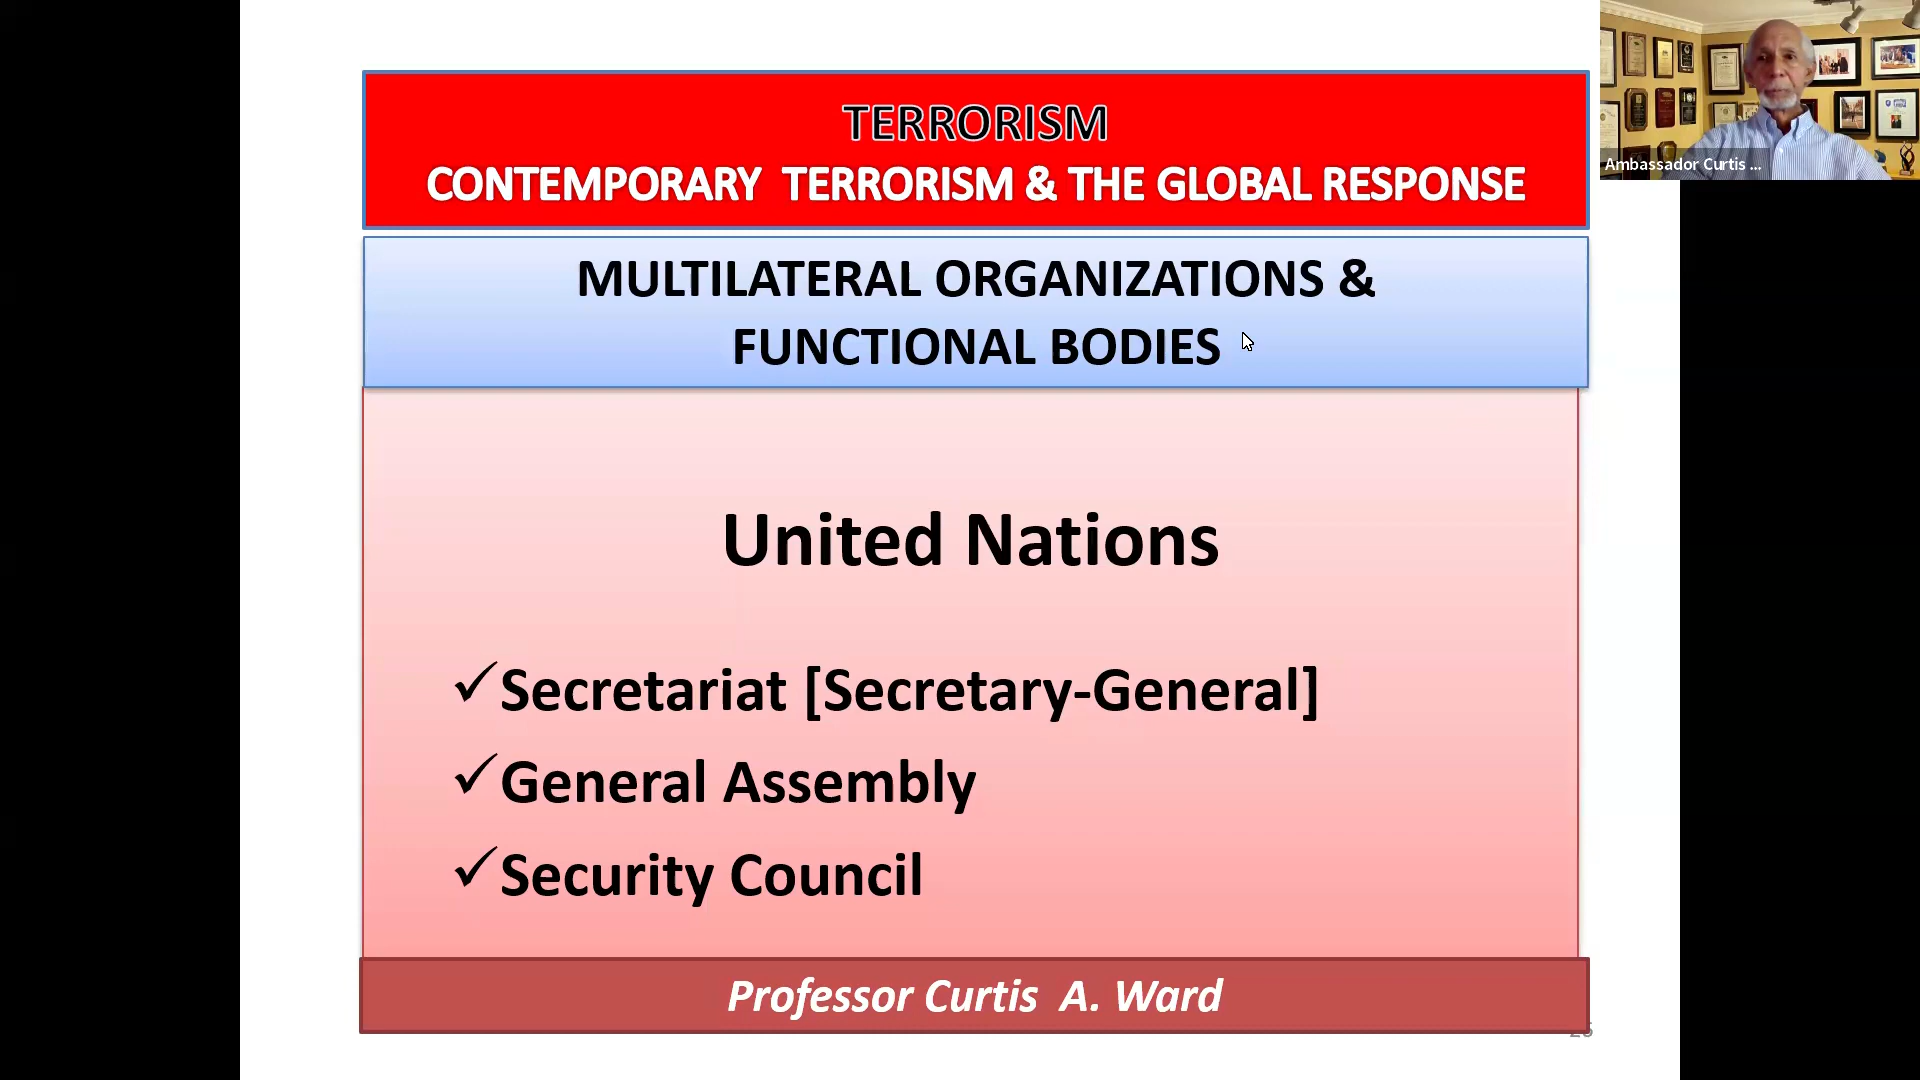 TERRORISM
CONTEMPORARY TERRORISM & THE GLOBAL RESPONSE
MULTILATERAL ORGANIZATIONS &
FUNCTIONAL BODIES
United Nations
✓Secretariat [Secretary-General]
✓General Assembly
✓Security Council
Professor Curtis A. Ward
Ambassador Curtis ...